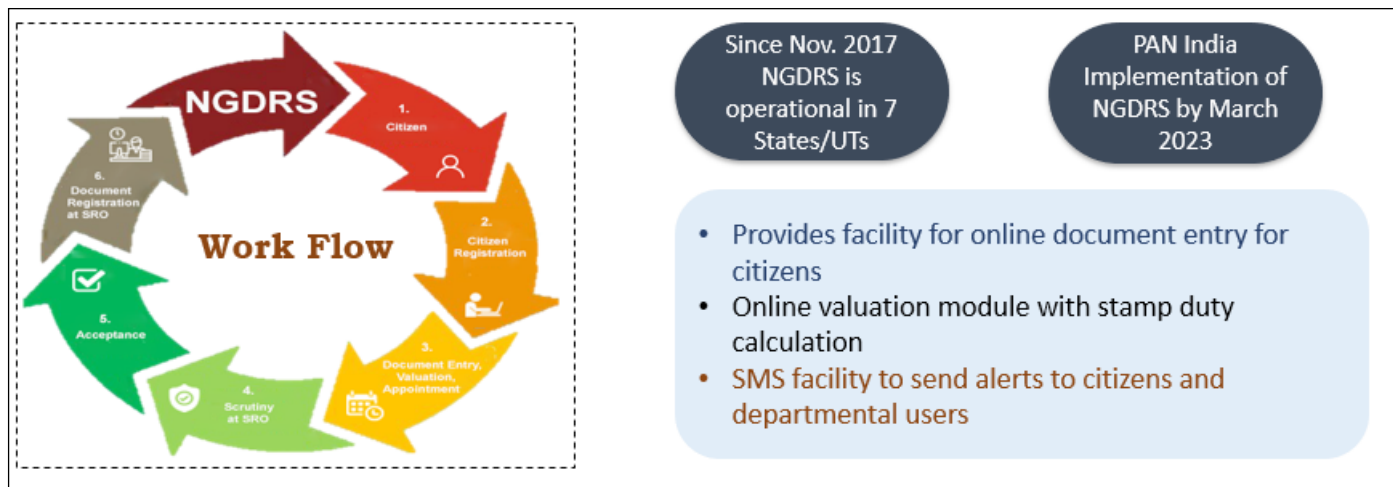 NGDRS
1.
Citizen
2.
Citizen
Registration
3.
Document Entry,
Valuation,
Appointment
4.
Scrutiny
at SRO
5.
Acceptance
6.
Document
Registration
at SRO
Work Flow
Since Nov. 2017
NGDRS is
operational in 7
States/UTs
PAN India
Implementation of
NGDRS by March
2023
• Provides facility for online document entry for
citizens
• Online valuation module with stamp duty
calculation
• SMS facility to send alerts to citizens and
departmental users